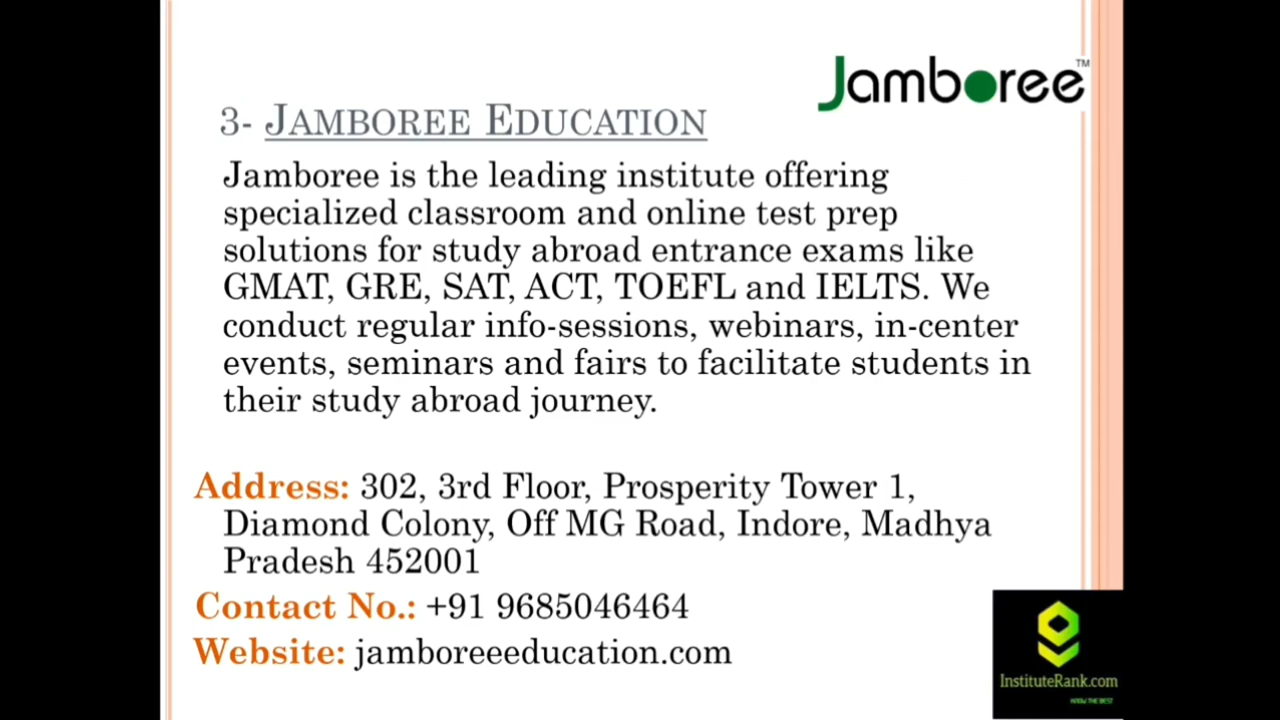 Jamboree™
3- JAMBOREE EDUCATION
Jamboree is the leading institute offering
specialized classroom and online test prep
solutions for study abroad entrance exams like
GMAT, GRE, SAT, ACT, TOEFL and IELTS. We
conduct regular info-sessions, webinars, in-center
events, seminars and fairs to facilitate students in
their study abroad journey.
Address: 302, 3rd Floor, Prosperity Tower 1,
Diamond Colony, Off MG Road, Indore, Madhya
Pradesh 452001
Contact No.: +91 9685046464
Website: jamboreeeducation.com
InstituteRank.com
KNOW THE BEST